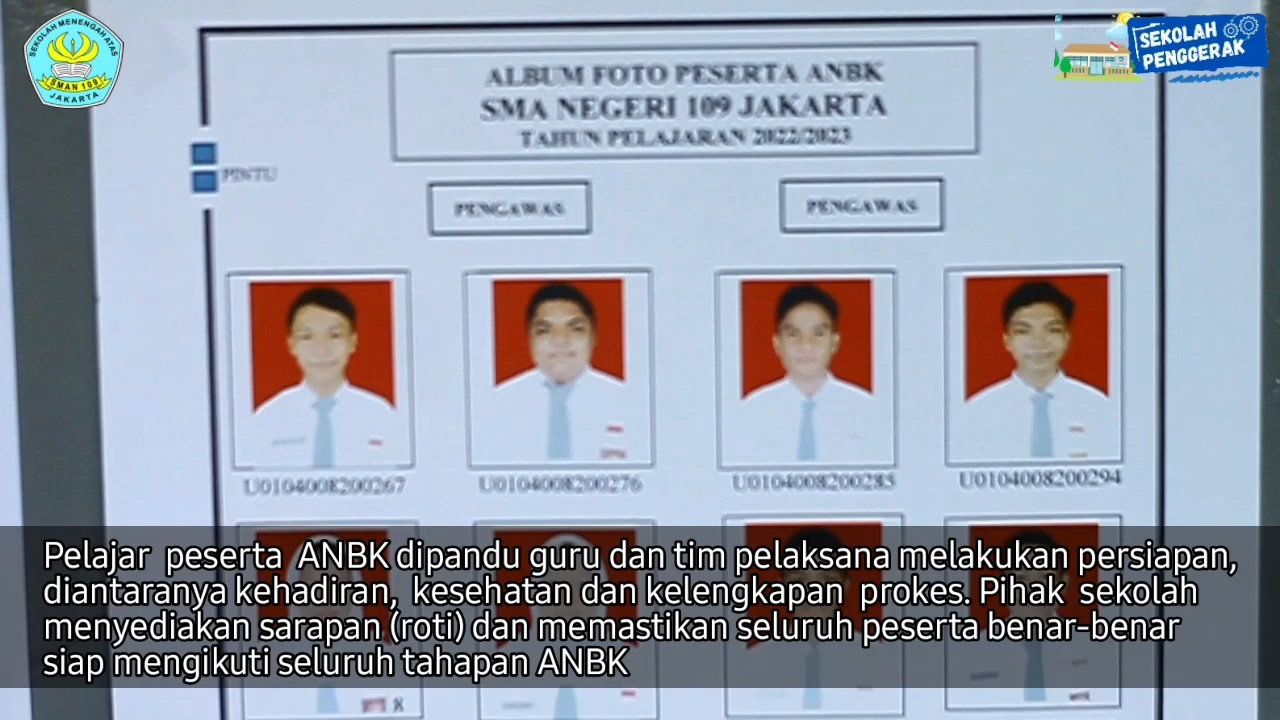 SEKOLAH MENENGAH ATAS
SMAN 109
JAKARTA
SEKOLAH
PENGGERAK
ALBUM FOTO PESERTA ANBK
SMA NEGERI 109 JAKARTA
TAHUN PELAJARAN 2022/2023
PINTU
PENGAWAS
PENGAWAS
U0104008200267
U0104008200276
U0104008200285
U0104008200294
Pelajar peserta ANBK dipandu guru dan tim pelaksana melakukan persiapan,
diantaranya kehadiran, kesehatan dan kelengkapan prokes. Pihak sekolah
menyediakan sarapan (roti) dan memastikan seluruh peserta benar-benar
siap mengikuti seluruh tahapan ANBK